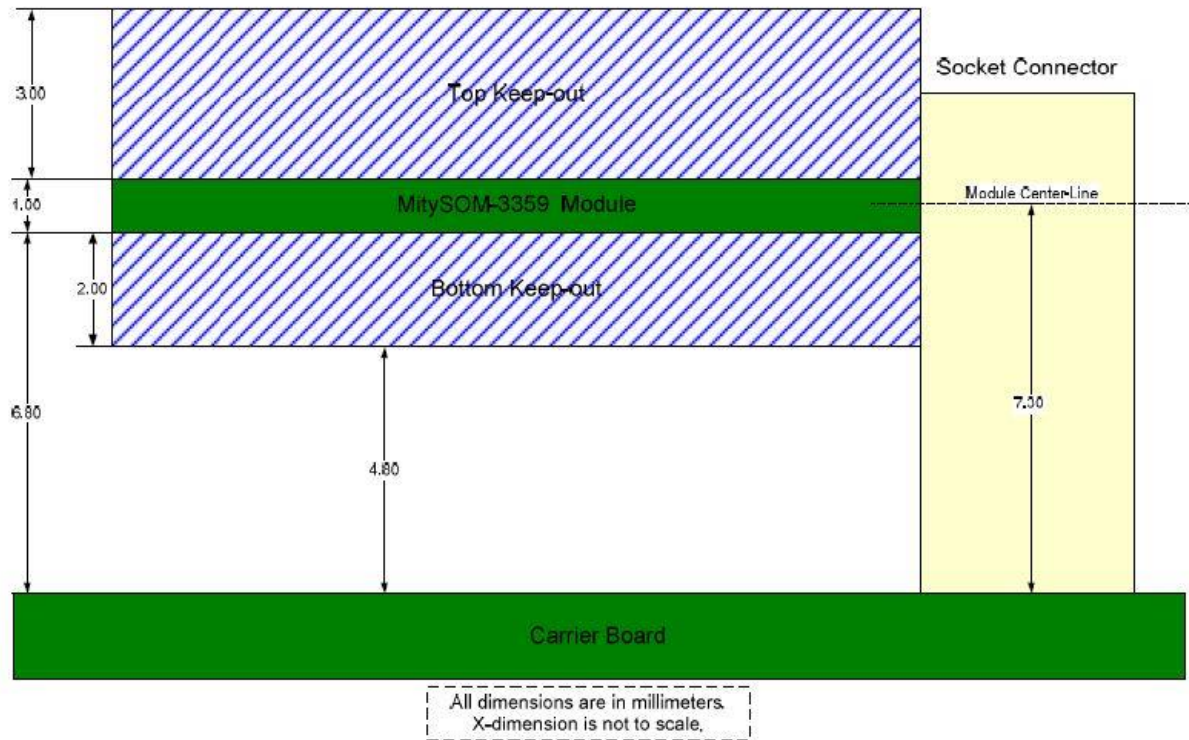 Socket Connector
3.00
Top Keep-out
1.00
MitySOM-3359 Module
Module Center-Line
2.00
Bottom Keep-out
6.80
7.30
4.80
Carrier Board
All dimensions are in millimeters.
X-dimension is not to scale.